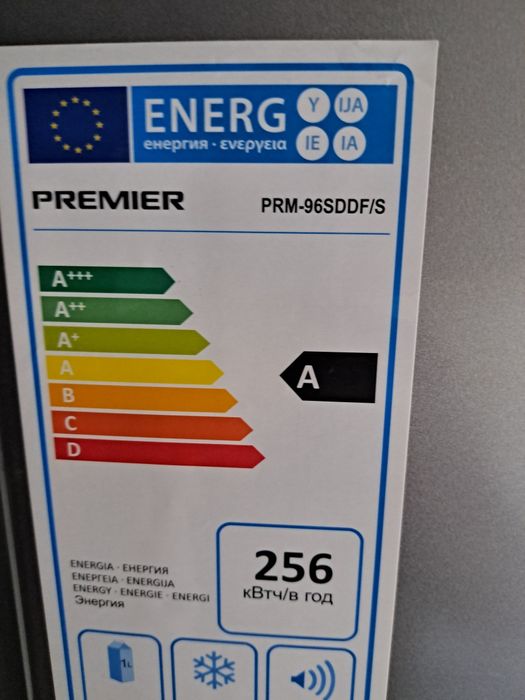 ENERG Y IJA
енергия · ενεργεια IE IA
PREMIER PRM-96SDDF/S
A+++
A++
A+
A
A
B
C
D
ENERGIA · ЕНЕРГИЯ
ΕΝΕΡΓΕΙΑ · ENERGIJA
ENERGY · ENERGIE · ENERGI
Энергия
256
кВтч/в год
1L